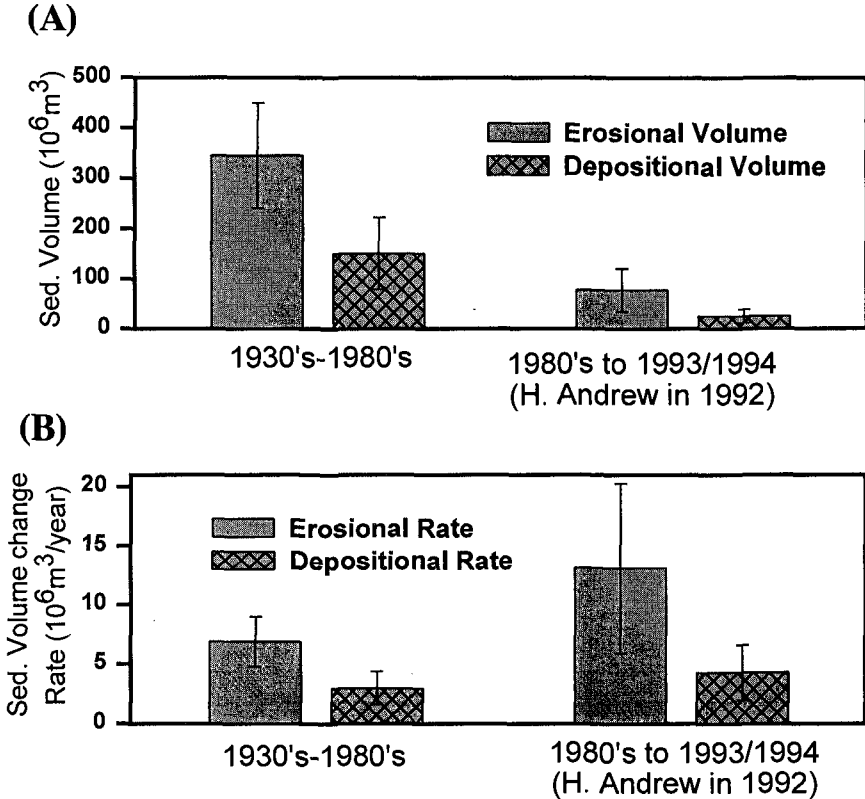 (A)
Sed. Volume (10⁶m³)
500
400
300
200
100
0
Erosional Volume
Depositional Volume
1930's-1980's
1980's to 1993/1994
(H. Andrew in 1992)
(B)
Sed. Volume change
Rate (10⁶m³/year)
20
15
10
5
0
Erosional Rate
Depositional Rate
1930's-1980's
1980's to 1993/1994
(H. Andrew in 1992)